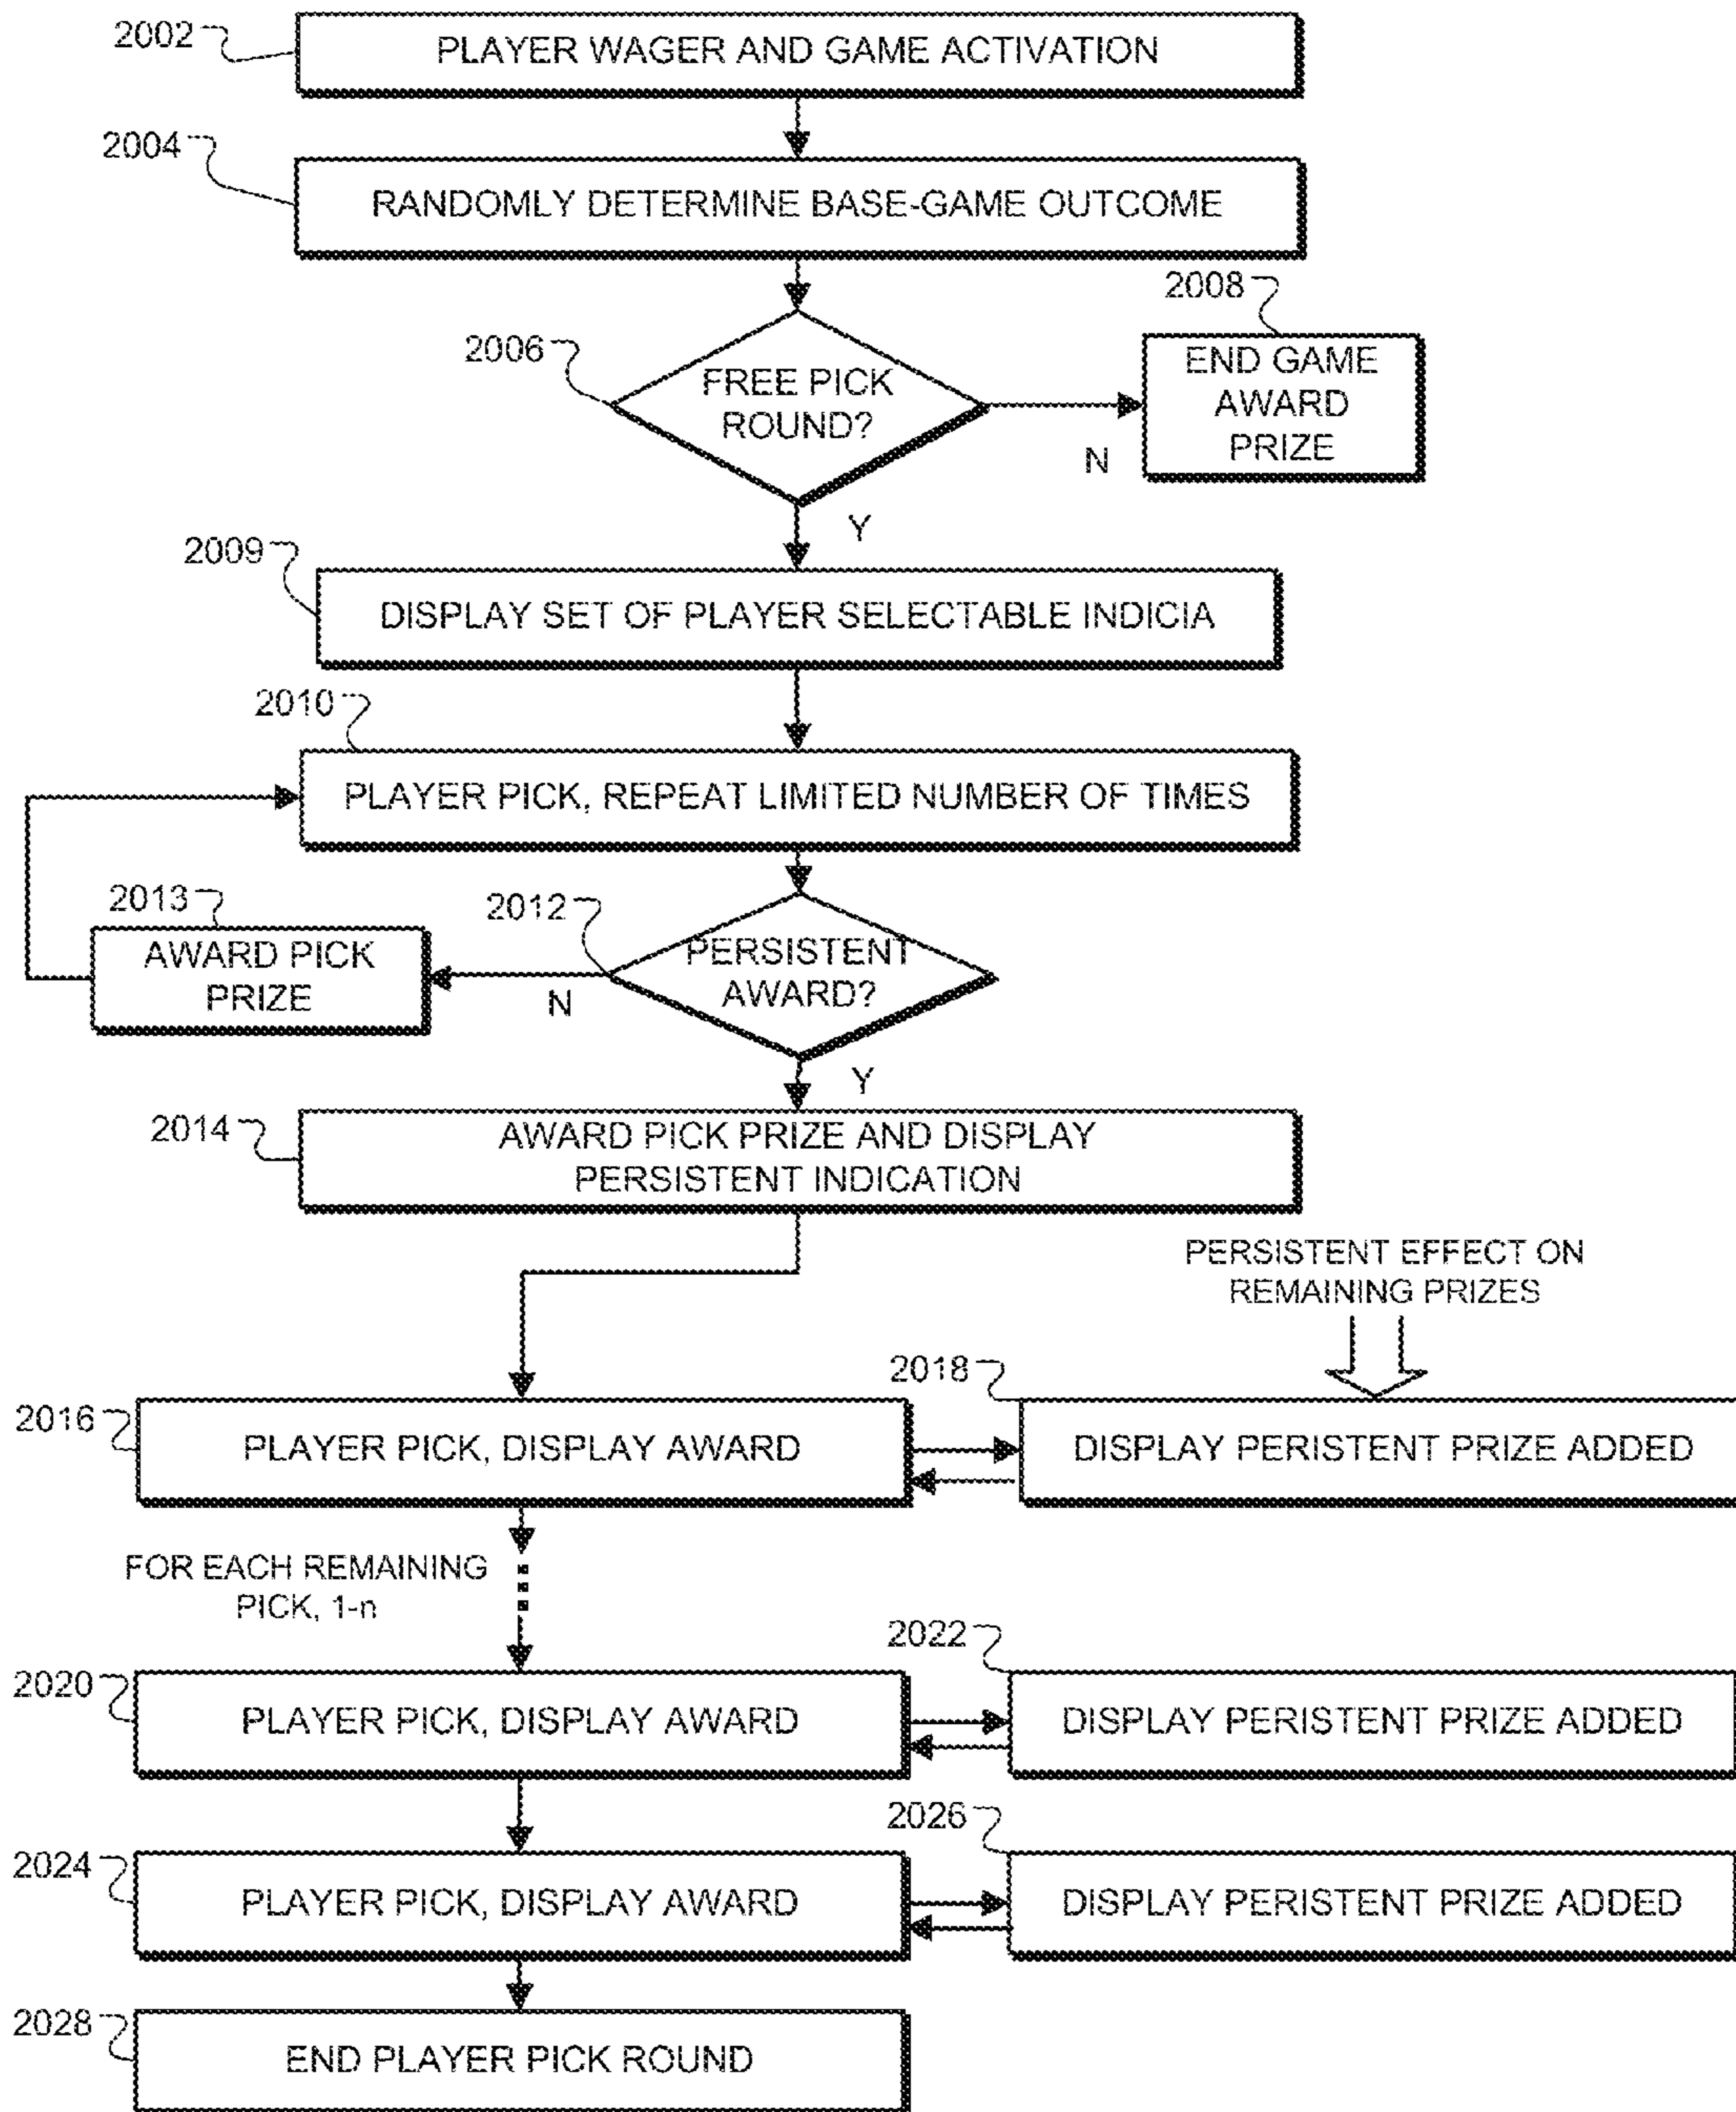 2002
PLAYER WAGER AND GAME ACTIVATION
2004
RANDOMLY DETERMINE BASE-GAME OUTCOME
2006
FREE PICK
ROUND?
2008
END GAME
AWARD
PRIZE
N
Y
2009
DISPLAY SET OF PLAYER SELECTABLE INDICIA
2010
PLAYER PICK, REPEAT LIMITED NUMBER OF TIMES
2013
AWARD PICK
PRIZE
2012
PERSISTENT
AWARD?
N
Y
2014
AWARD PICK PRIZE AND DISPLAY
PERSISTENT INDICATION
PERSISTENT EFFECT ON
REMAINING PRIZES
2016
PLAYER PICK, DISPLAY AWARD
2018
DISPLAY PERISTENT PRIZE ADDED
FOR EACH REMAINING
PICK, 1-n
2020
PLAYER PICK, DISPLAY AWARD
2022
DISPLAY PERISTENT PRIZE ADDED
2024
PLAYER PICK, DISPLAY AWARD
2026
DISPLAY PERISTENT PRIZE ADDED
2028
END PLAYER PICK ROUND